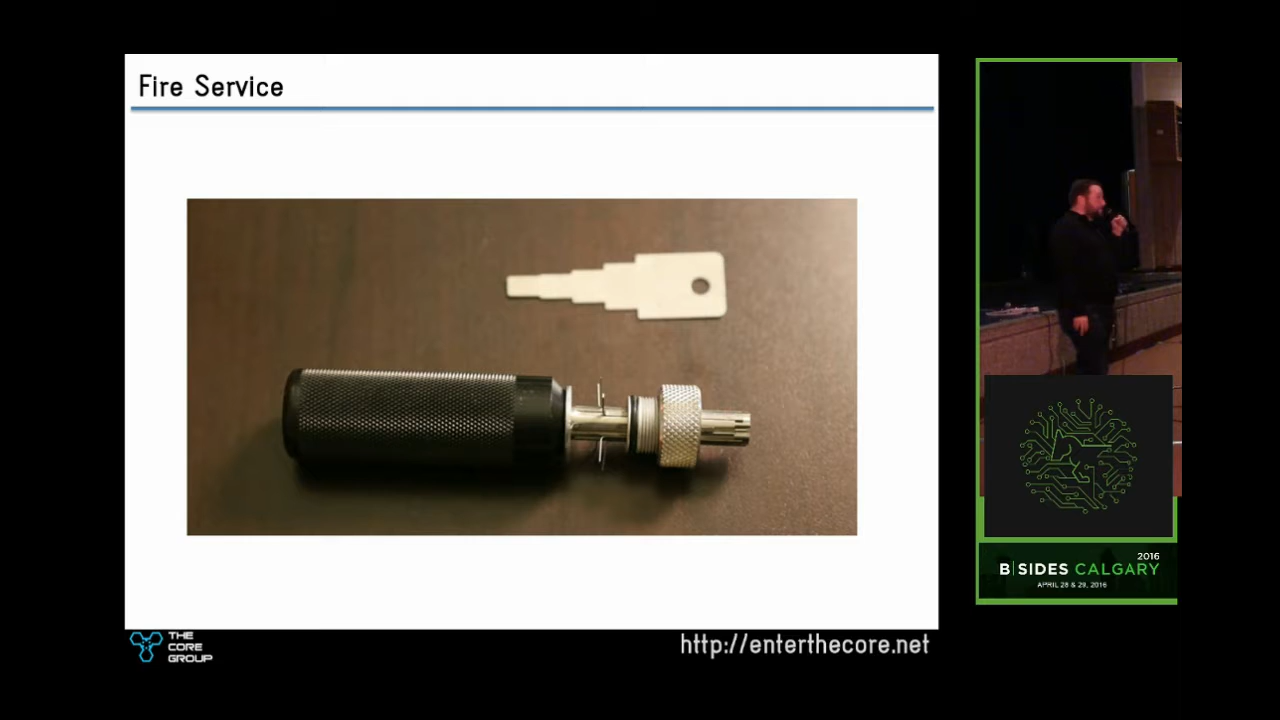 Fire Service
THE
CORE
GROUP
http://enterthecore.net
2016
B|SIDES CALGARY
APRIL 28 & 29, 2016